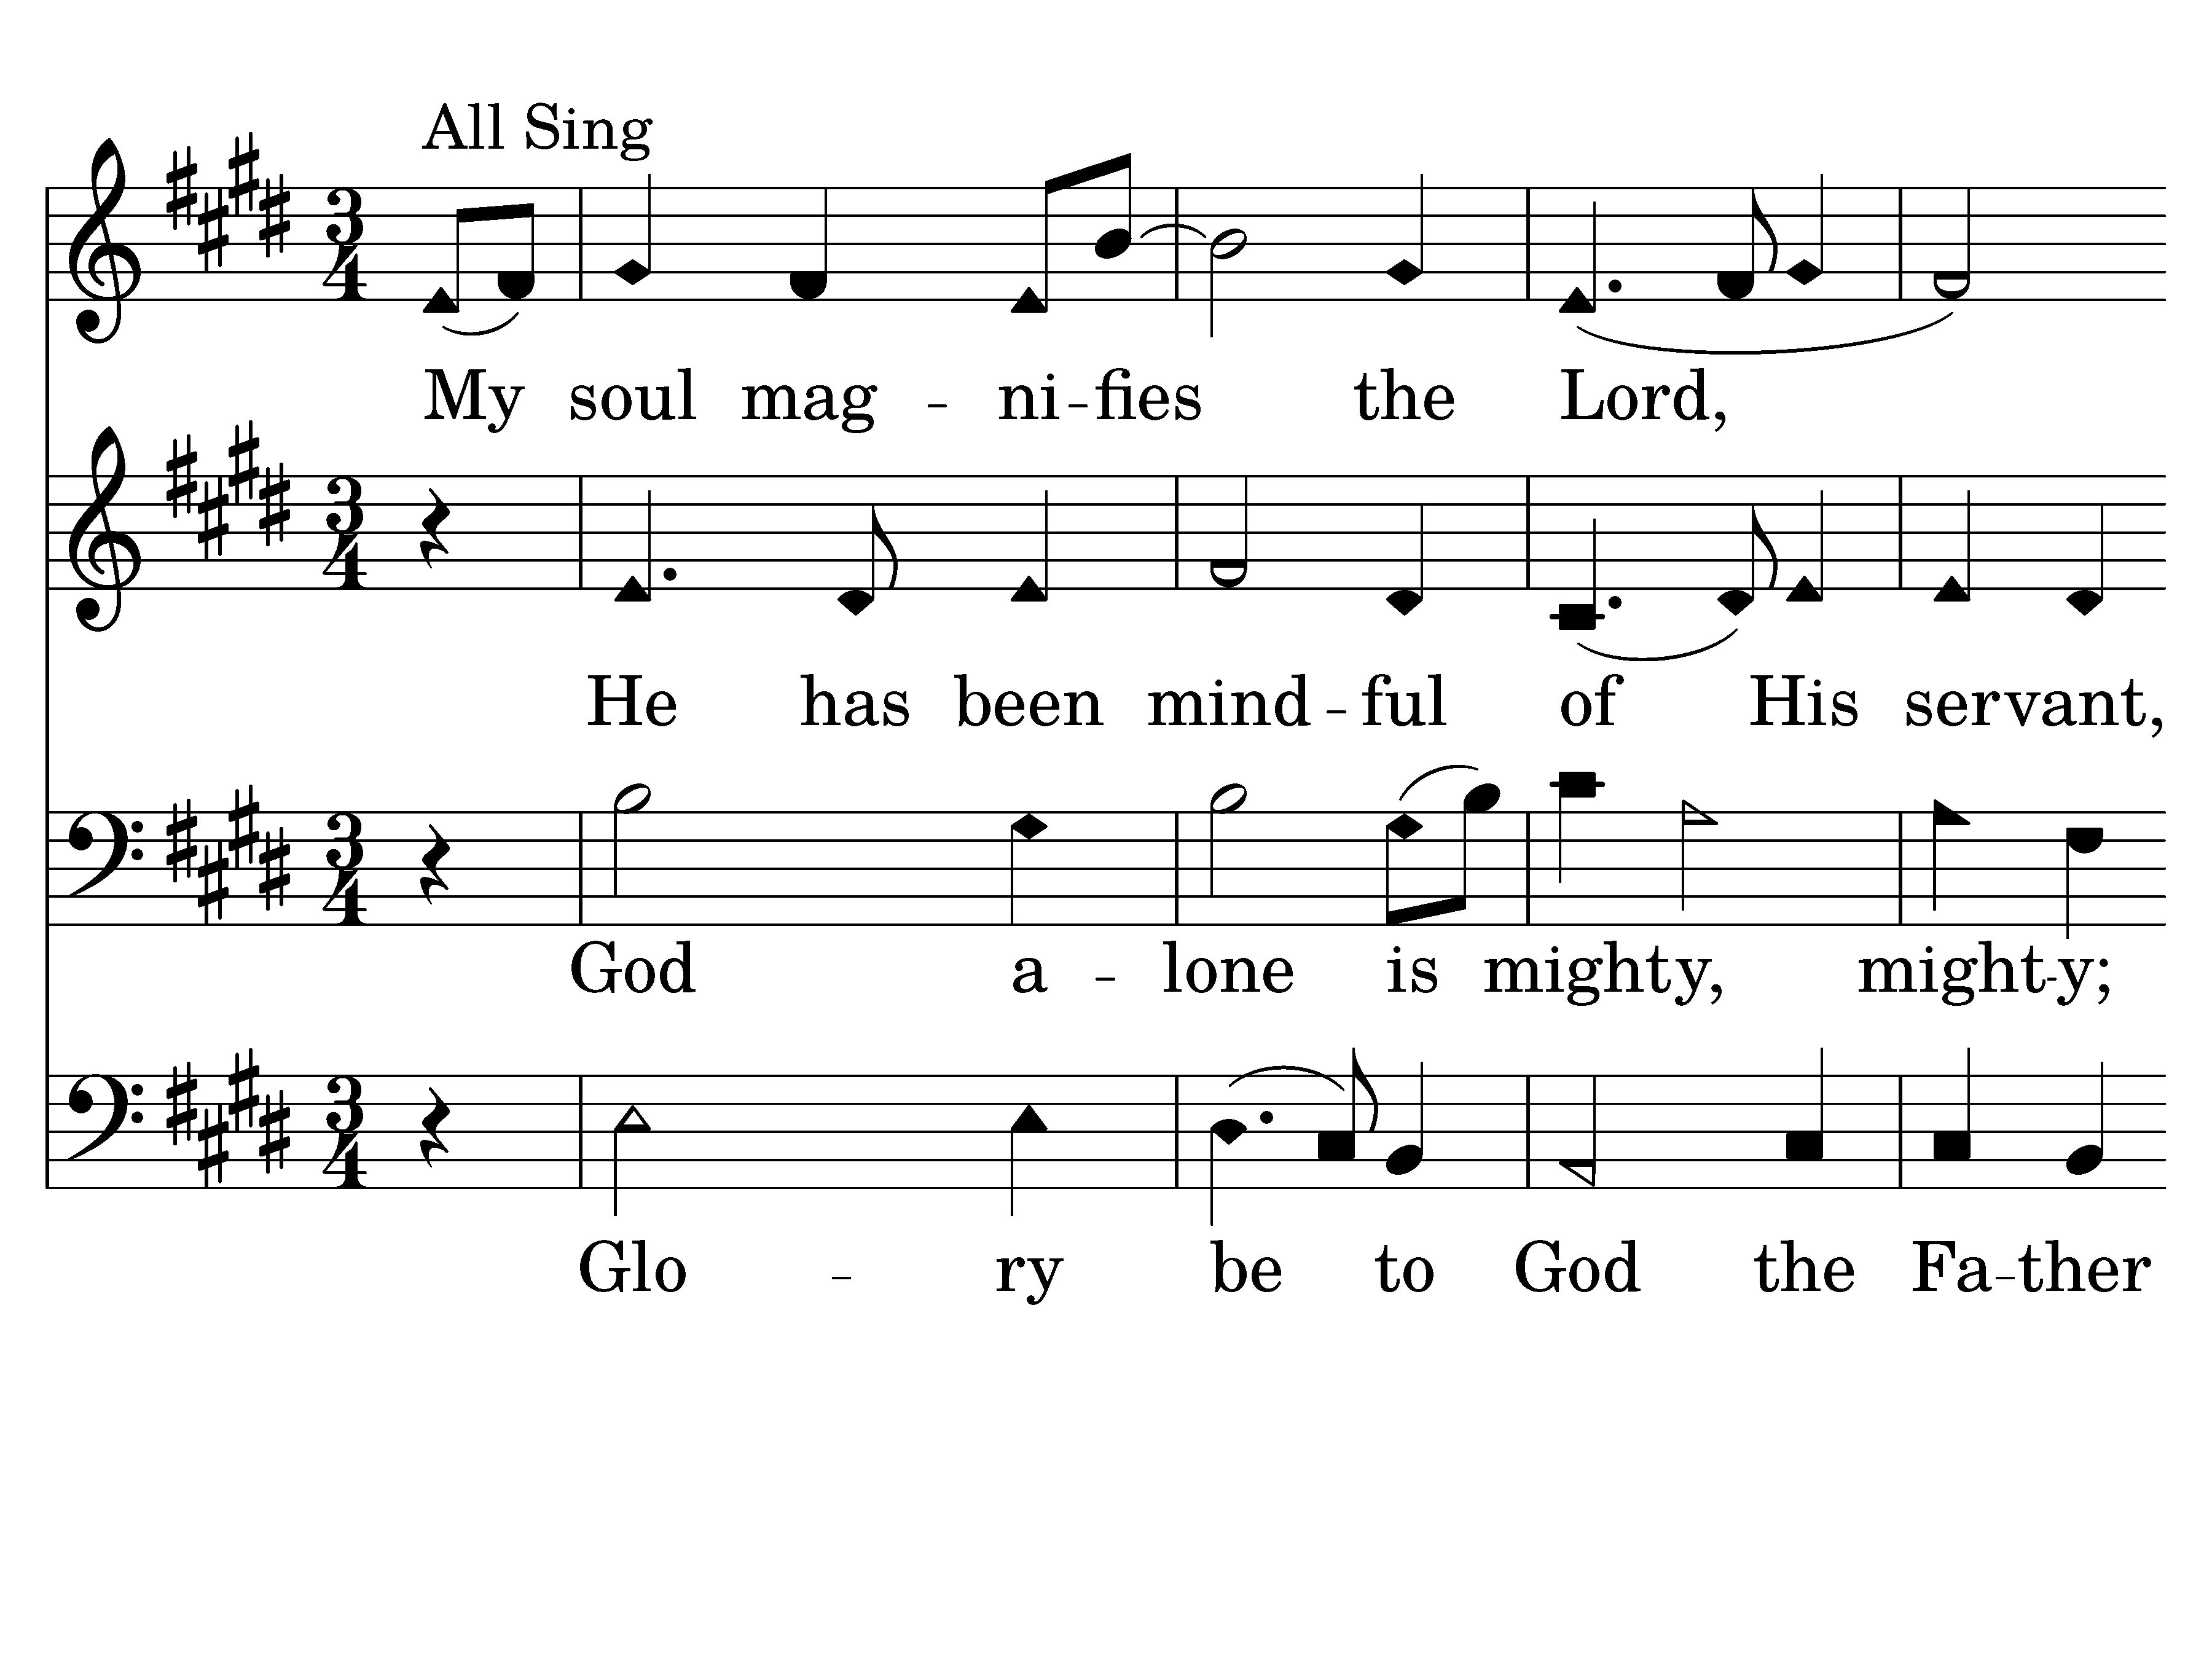 All Sing
My soul mag - ni - fies the Lord,
He has been mind - ful of His servant,
God a - lone is mighty, might-y;
Glo - ry be to God the Fa - ther